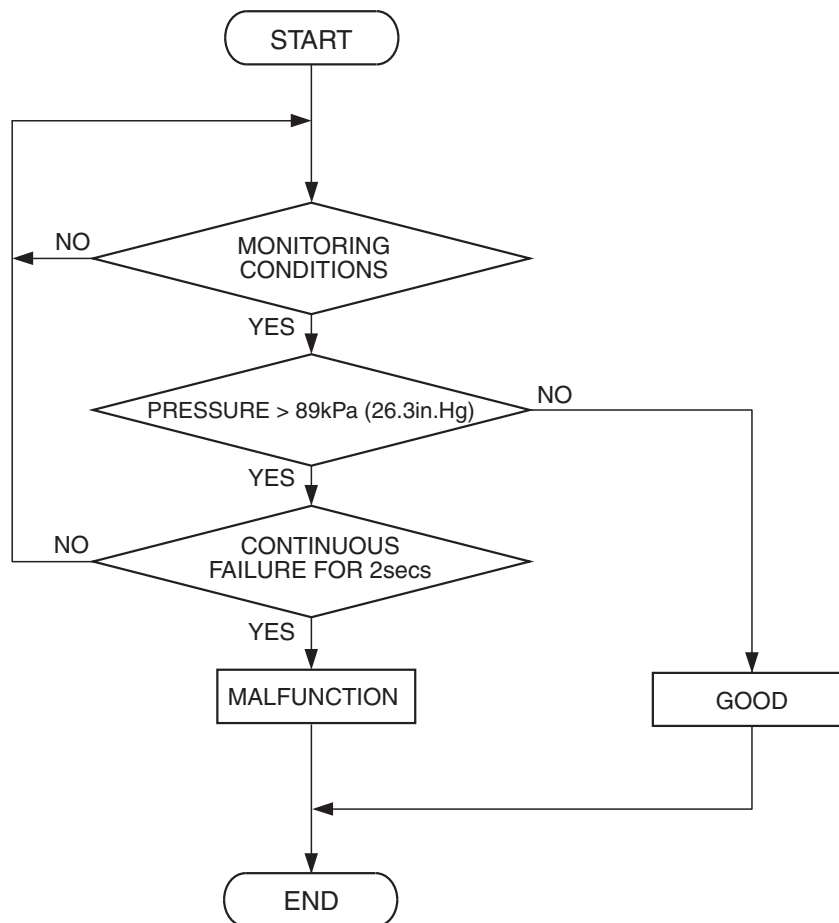 START
NO
MONITORING
CONDITIONS
YES
PRESSURE > 89kPa (26.3in.Hg)
NO
YES
NO
CONTINUOUS
FAILURE FOR 2secs
YES
MALFUNCTION
GOOD
END